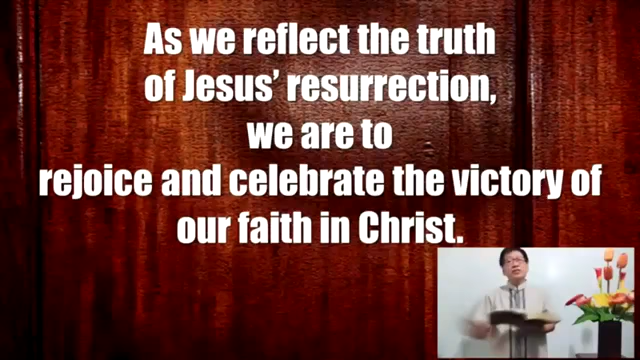 As we reflect the truth
of Jesus’ resurrection,
we are to
rejoice and celebrate the victory of
our faith in Christ.